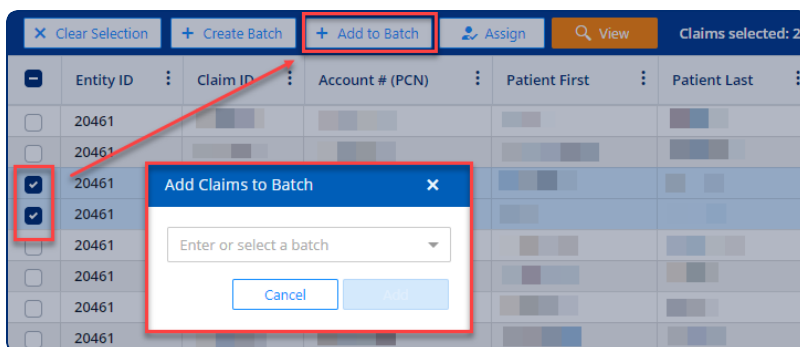 Clear Selection + Create Batch + Add to Batch Assign View Claims selected: 2
Entity ID Claim ID Account # (PCN) Patient First Patient Last
20461
20461
20461
20461
20461
20461
20461
20461
Add Claims to Batch
Enter or select a batch
Cancel Add